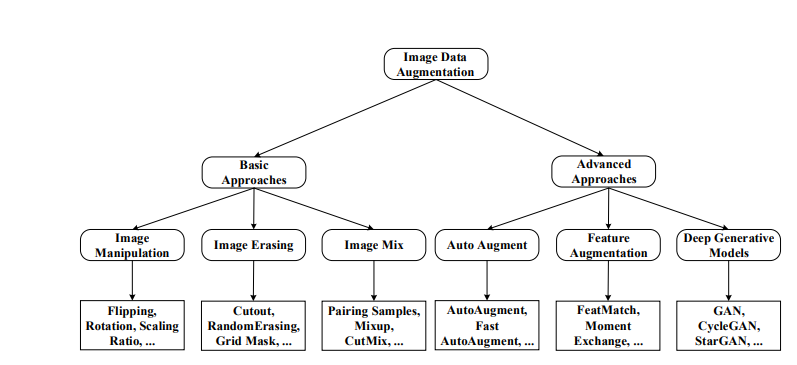 Image Data
Augmentation
Basic
Approaches
Advanced
Approaches
Image
Manipulation
Image Erasing
Image Mix
Auto Augment
Feature
Augmentation
Deep Generative
Models
Flipping,
Rotation, Scaling
Ratio, ...
Cutout,
RandomErasing,
Grid Mask, ...
Pairing Samples,
Mixup,
CutMix, ...
AutoAugment,
Fast
AutoAugment, ...
FeatMatch,
Moment
Exchange, ...
GAN,
CycleGAN,
StarGAN, ...